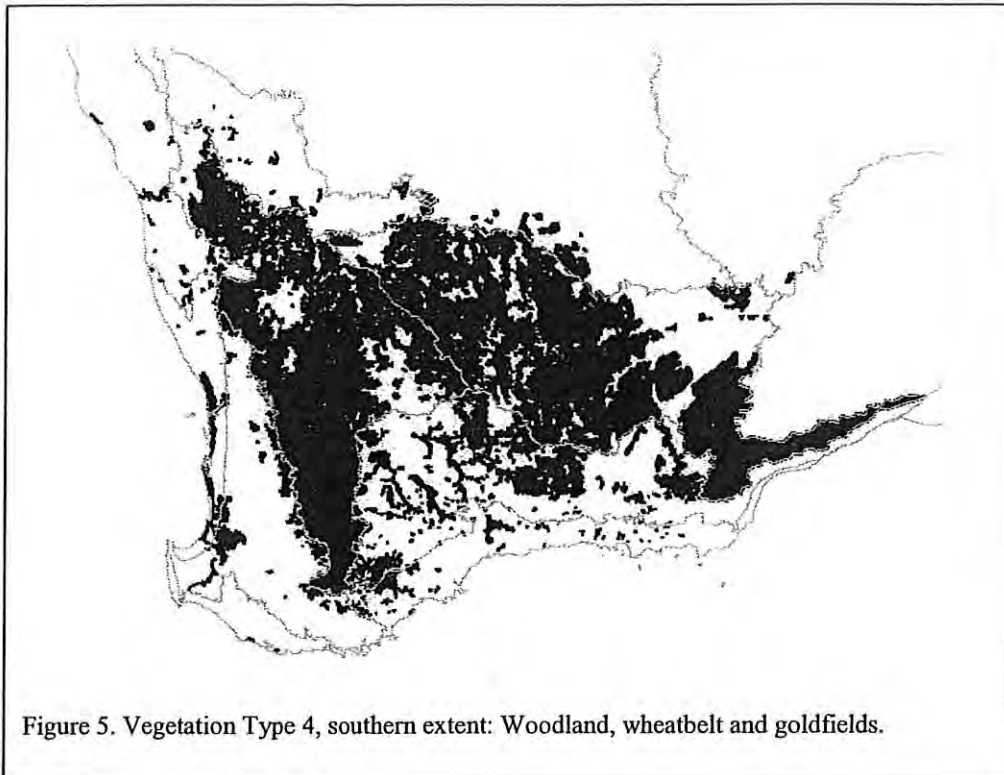 Figure 5. Vegetation Type 4, southern extent: Woodland, wheatbelt and goldfields.